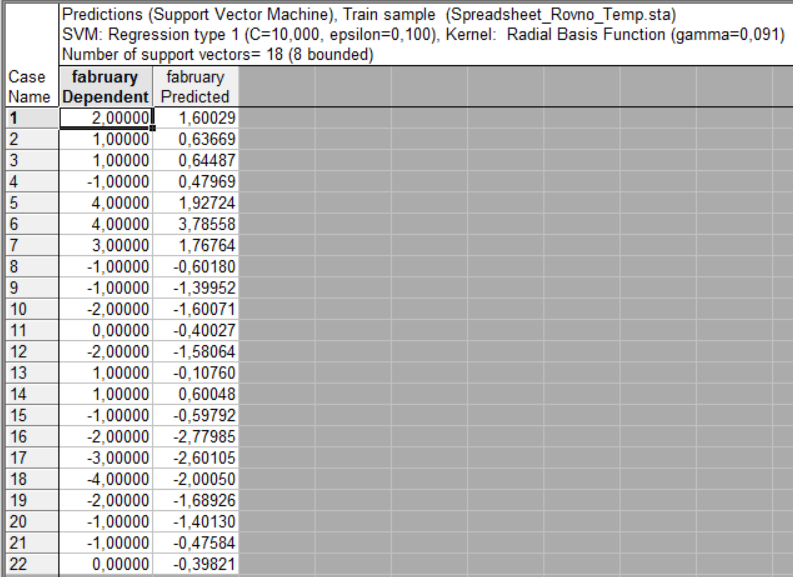 Predictions (Support Vector Machine), Train sample (Spreadsheet_Rovno_Temp.sta)
SVM: Regression type 1 (C=10,000, epsilon=0,100), Kernel: Radial Basis Function (gamma=0,091)
Number of support vectors= 18 (8 bounded)
Case fabruary fabruary
Name Dependent Predicted
1 2,00000 1,60029
2 1,00000 0,63669
3 1,00000 0,64487
4 -1,00000 0,47969
5 4,00000 1,92724
6 4,00000 3,78558
7 3,00000 1,76764
8 -1,00000 -0,60180
9 -1,00000 -1,39952
10 -2,00000 -1,60071
11 0,00000 -0,40027
12 -2,00000 -1,58064
13 1,00000 -0,10760
14 1,00000 0,60048
15 -1,00000 -0,59792
16 -2,00000 -2,77985
17 -3,00000 -2,60105
18 -4,00000 -2,00050
19 -2,00000 -1,68926
20 -1,00000 -1,40130
21 -1,00000 -0,47584
22 0,00000 -0,39821